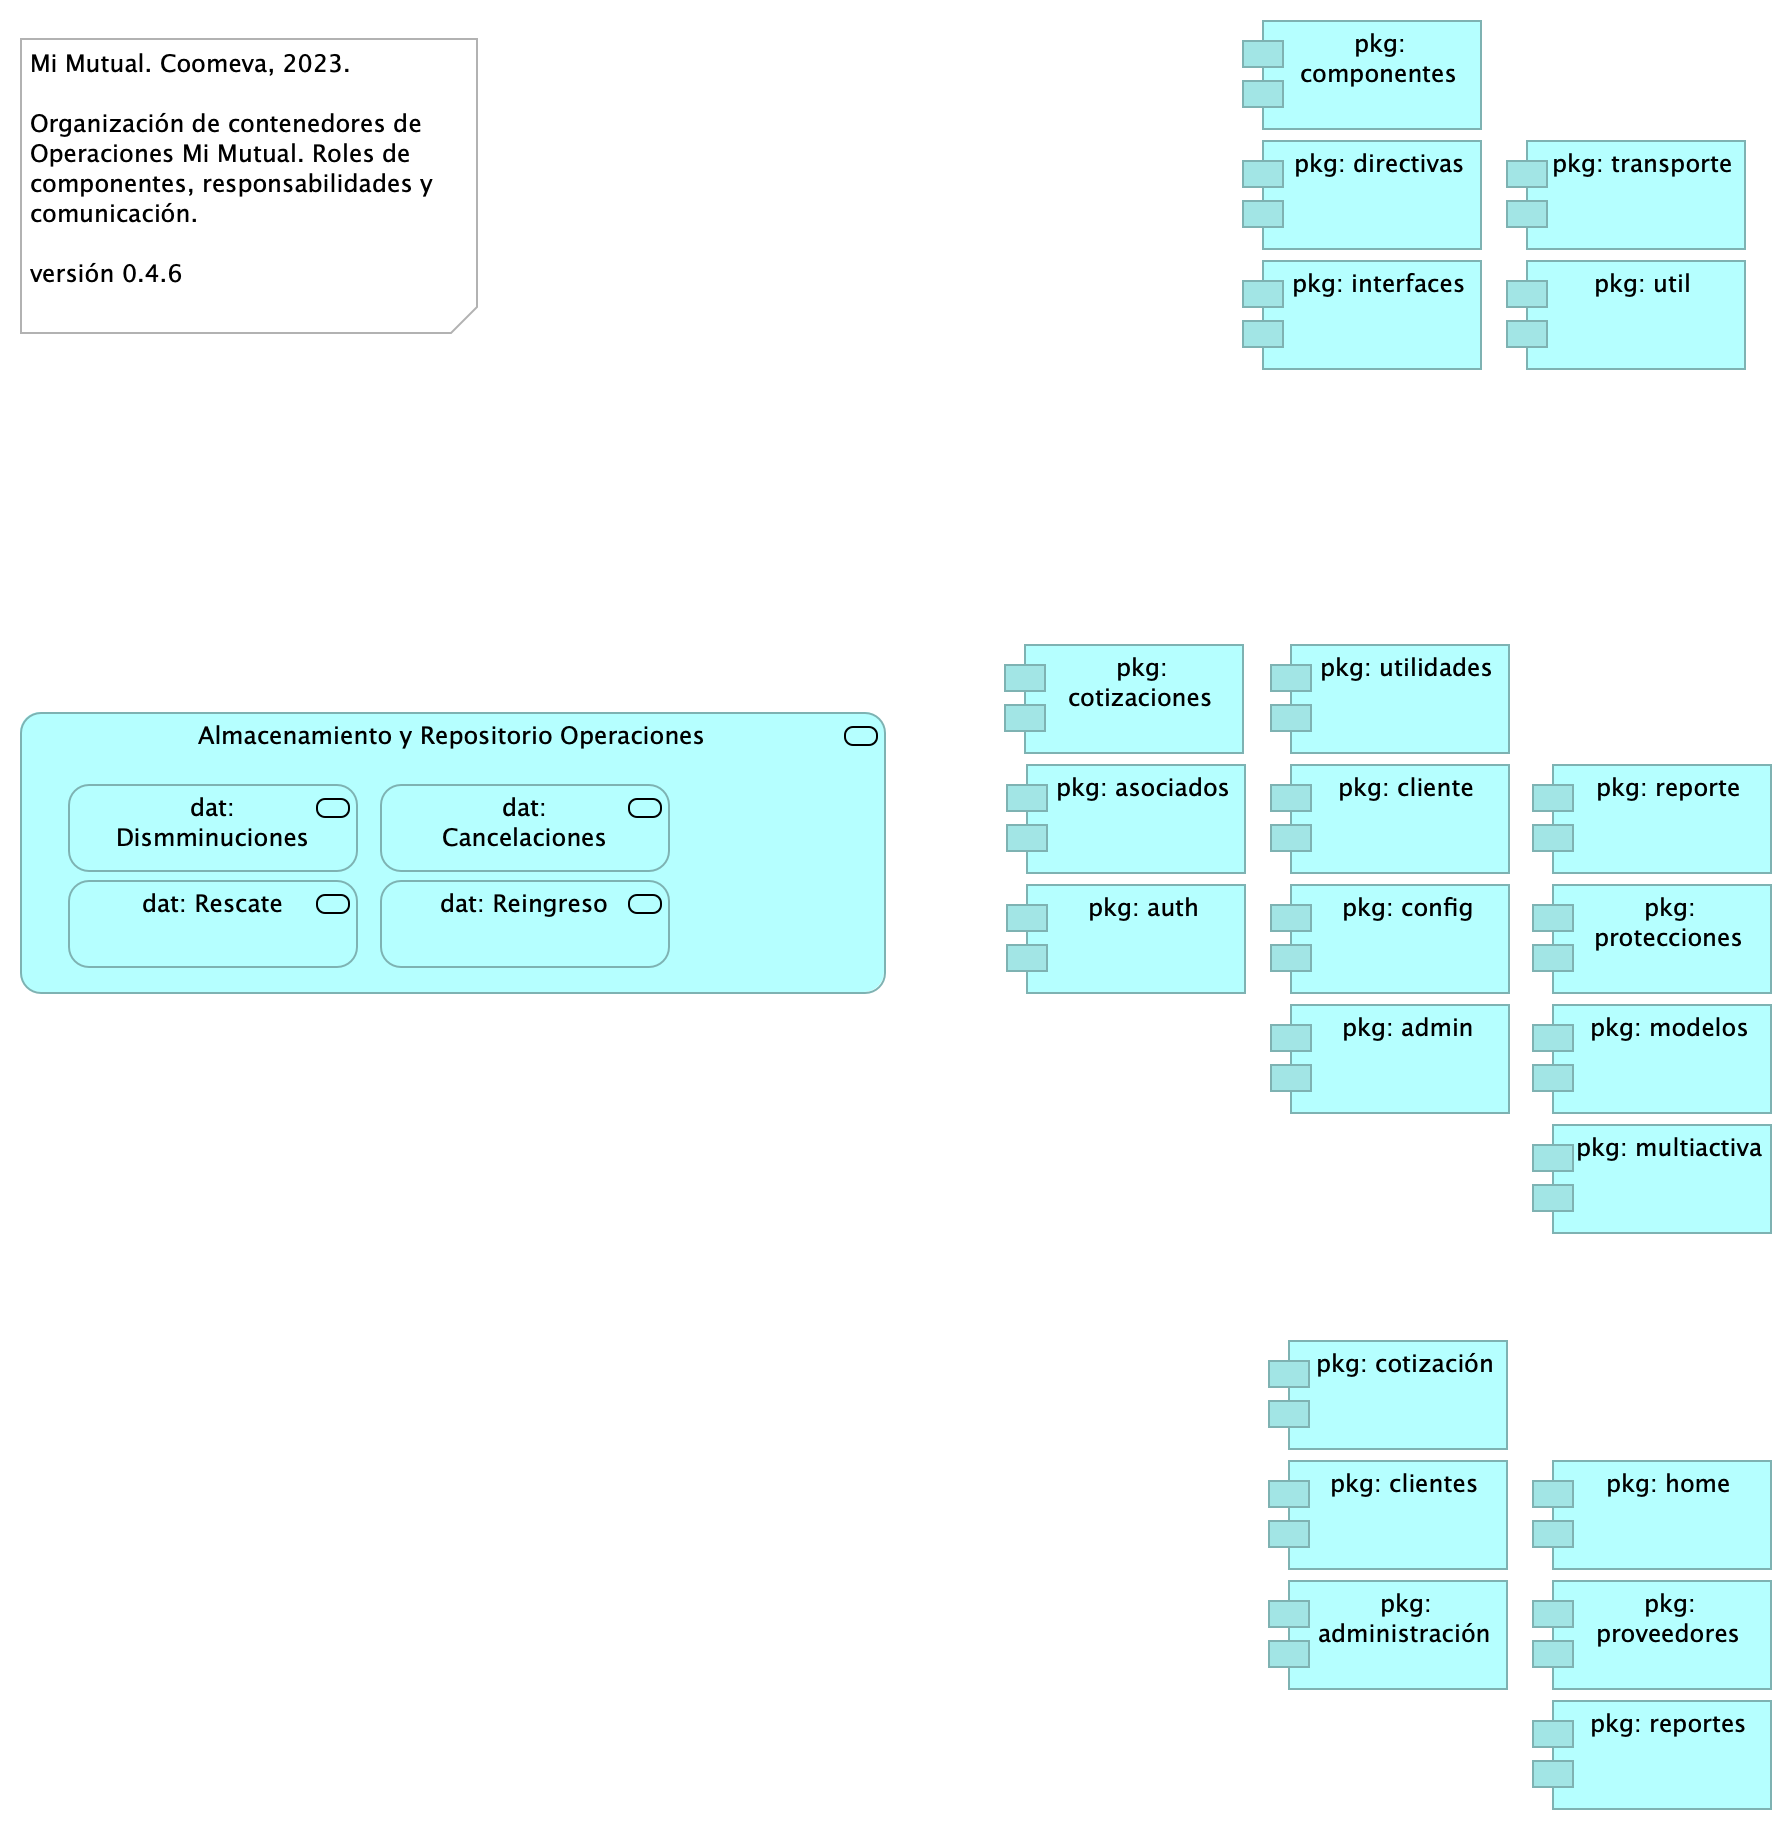 Mi Mutual. Coomeva, 2023.
Organización de contenedores de
Operaciones Mi Mutual. Roles de
componentes, responsabilidades y
comunicación.
versión 0.4.6
pkg:
componentes
pkg: directivas
pkg: transporte
pkg: interfaces
pkg: util
Almacenamiento y Repositorio Operaciones
dat:
Dismminuciones
dat:
Cancelaciones
dat: Rescate
dat: Reingreso
pkg:
cotizaciones
pkg: utilidades
pkg: asociados
pkg: cliente
pkg: reporte
pkg: auth
pkg: config
pkg:
protecciones
pkg: admin
pkg: modelos
pkg: multiactiva
pkg: cotización
pkg: clientes
pkg: home
pkg:
administración
pkg:
proveedores
pkg: reportes